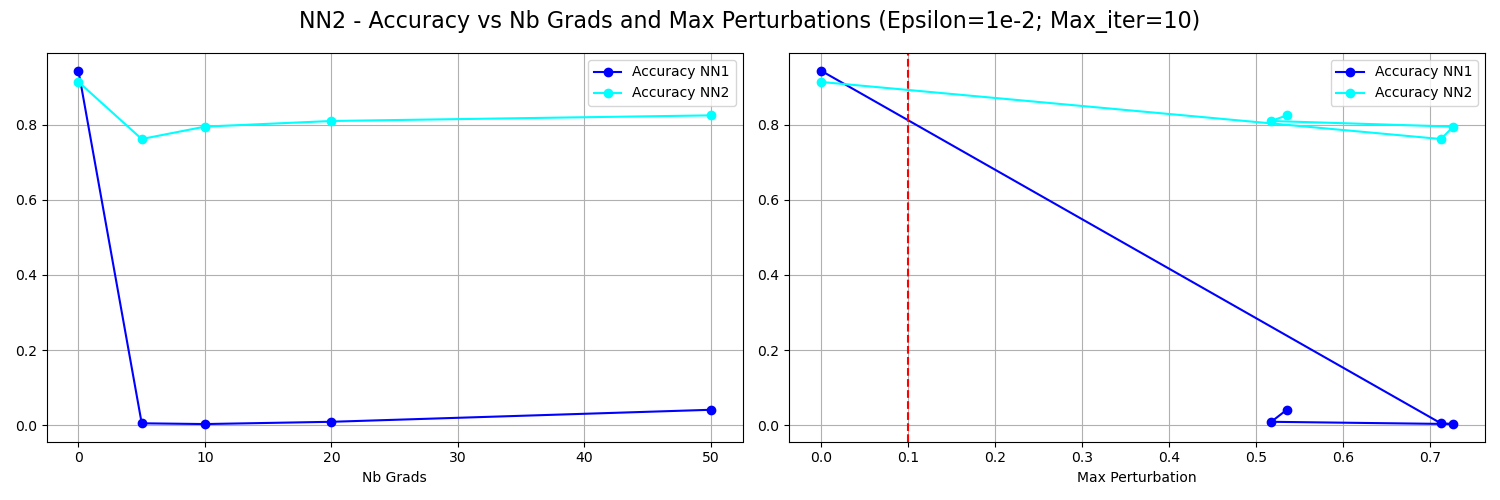 NN2 - Accuracy vs Nb Grads and Max Perturbations (Epsilon=1e-2; Max_iter=10)
Accuracy NN1
Accuracy NN2
0.8
0.6
0.4
0.2
0.0
0 10 20 30 40 50
Nb Grads
Accuracy NN1
Accuracy NN2
0.8
0.6
0.4
0.2
0.0
0.0 0.1 0.2 0.3 0.4 0.5 0.6 0.7
Max Perturbation